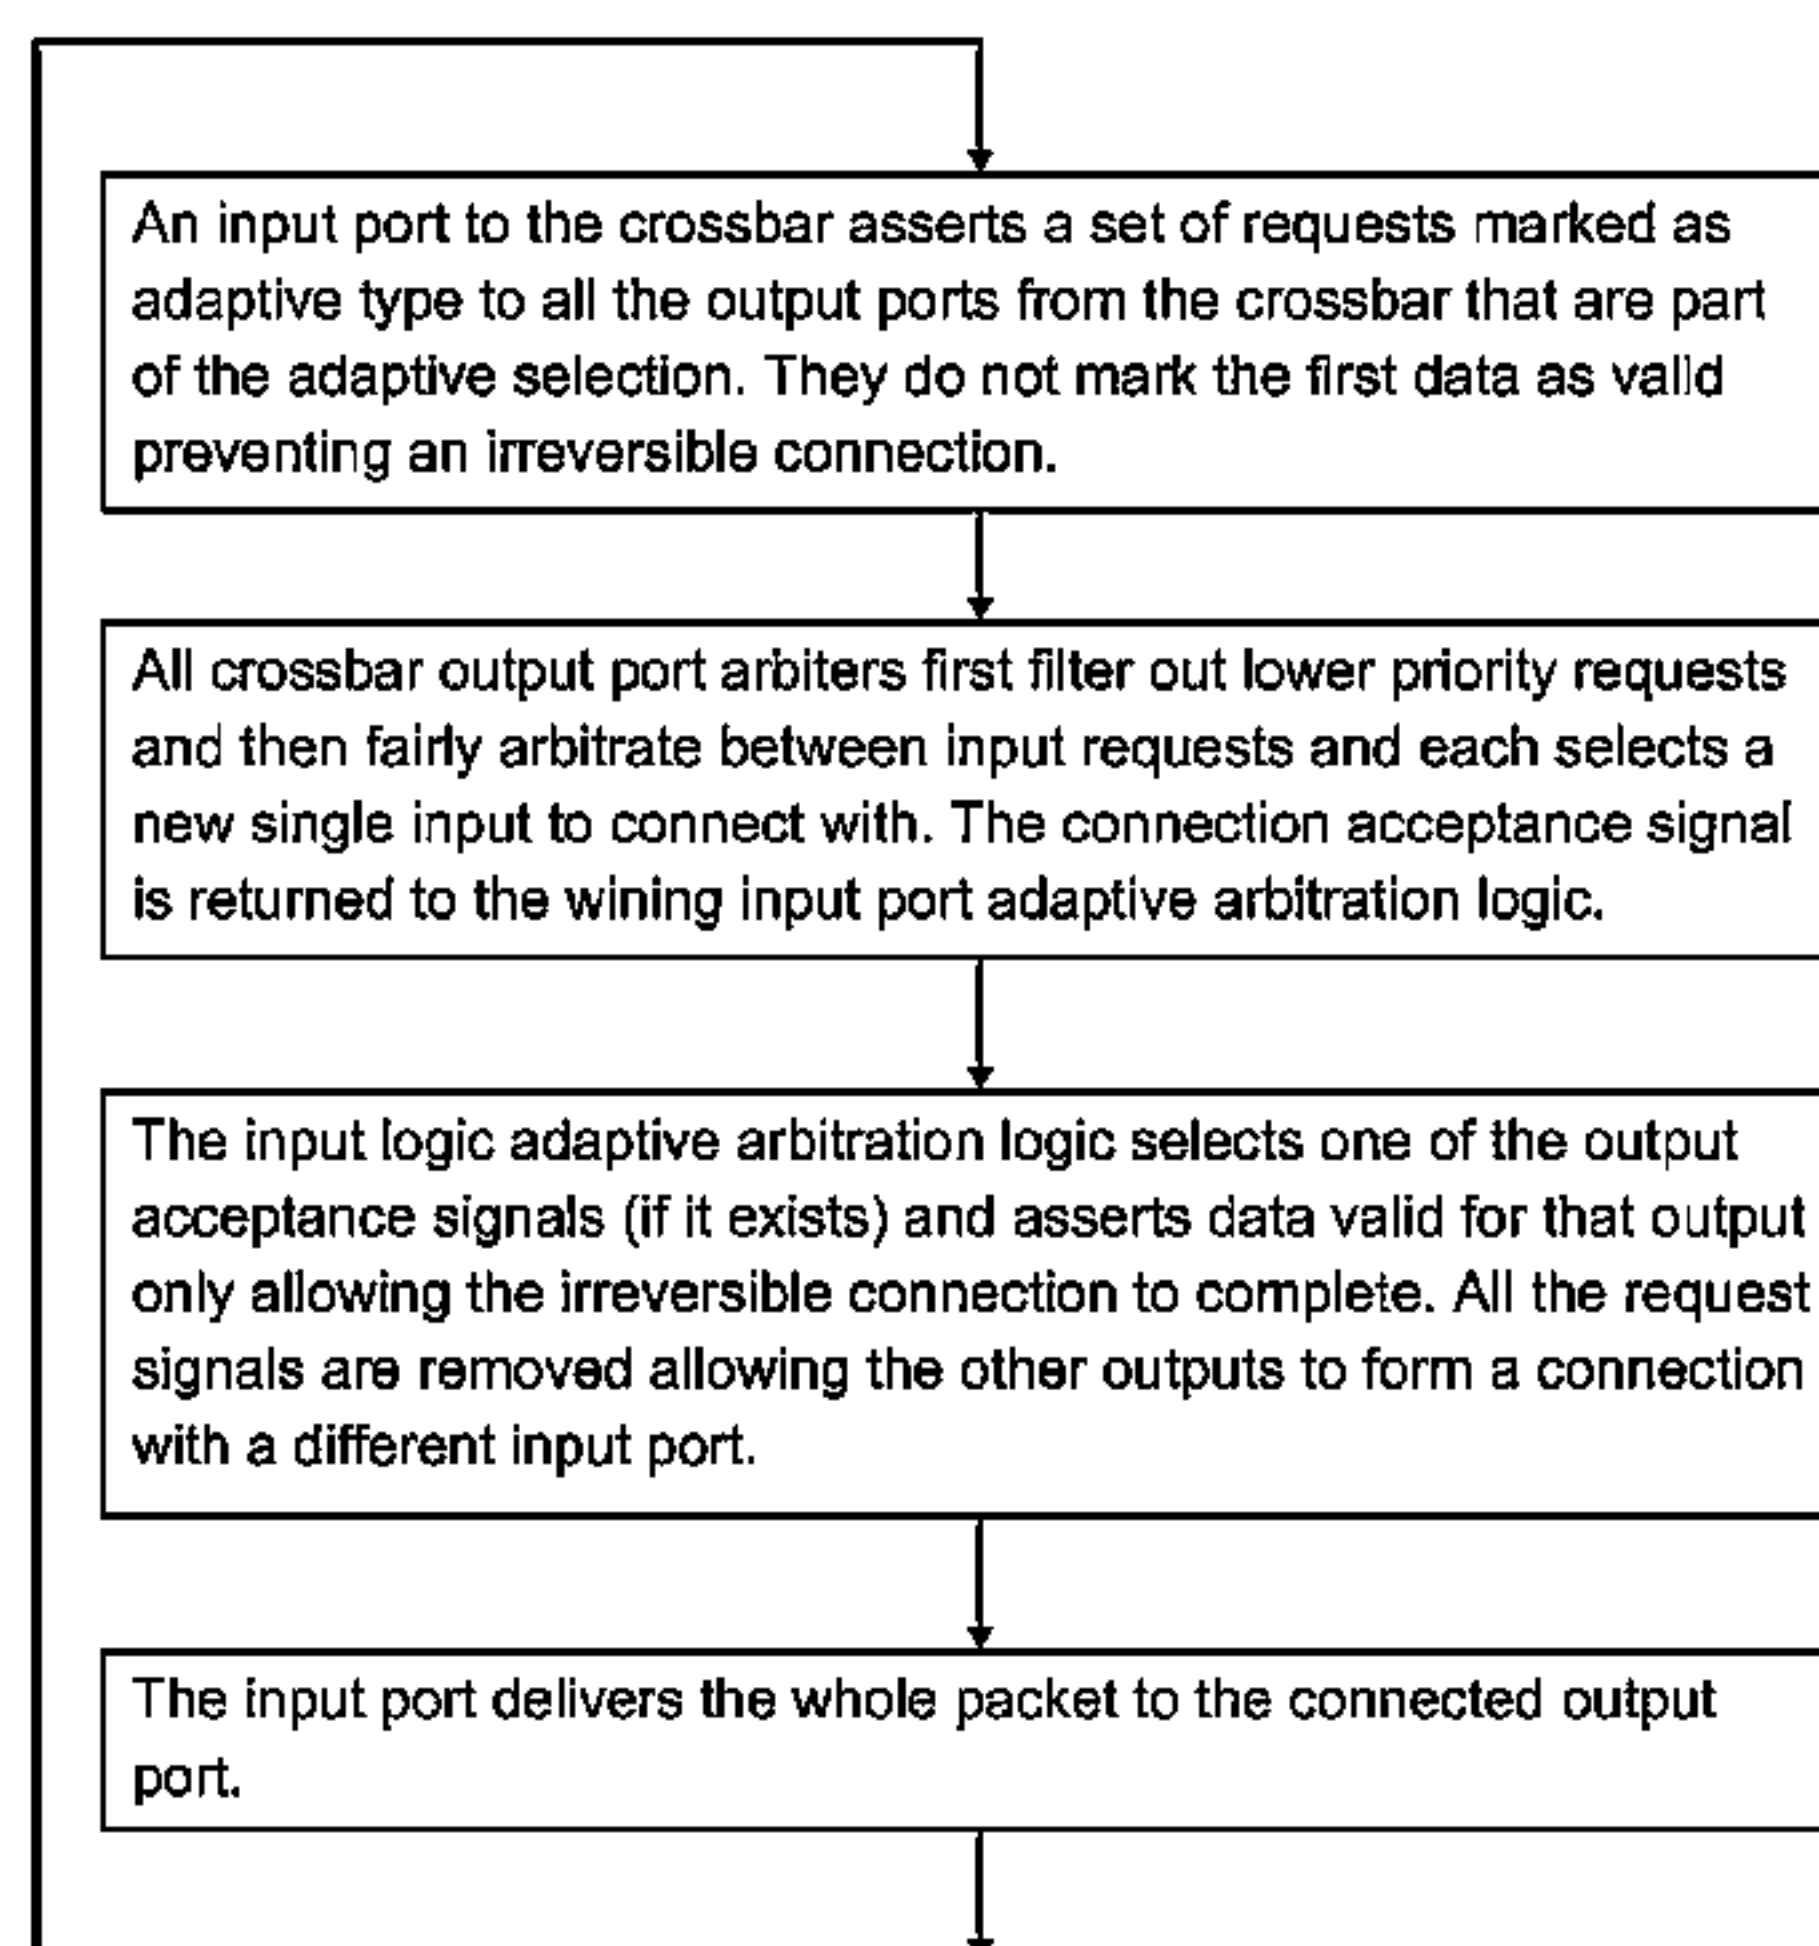 An input port to the crossbar asserts a set of requests marked as
adaptive type to all the output ports from the crossbar that are part
of the adaptive selection. They do not mark the first data as valid
preventing an irreversible connection.
All crossbar output port arbiters first filter out lower priority requests
and then fairly arbitrate between input requests and each selects a
new single input to connect with. The connection acceptance signal
is returned to the wining input port adaptive arbitration logic.
The input logic adaptive arbitration logic selects one of the output
acceptance signals (if it exists) and asserts data valid for that output
only allowing the irreversible connection to complete. All the request
signals are removed allowing the other outputs to form a connection
with a different input port.
The input port delivers the whole packet to the connected output
port.